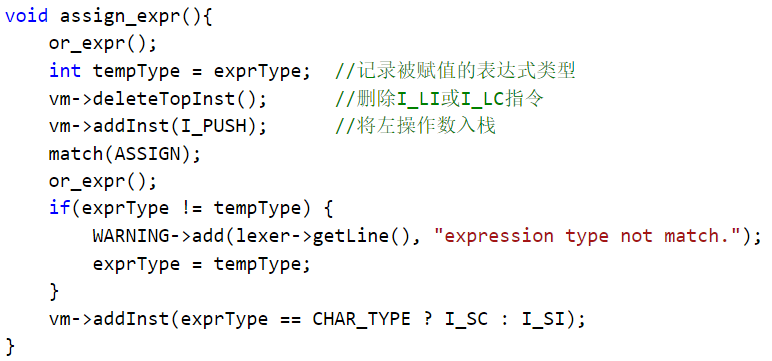 void assign_expr(){
    or_expr();
    int tempType = exprType;  //记录被赋值的表达式类型
    vm->deleteTopInst();      //删除I_LI或I_LC指令
    vm->addInst(I_PUSH);      //将左操作数入栈
    match(ASSIGN);
    or_expr();
    if(exprType != tempType) {
        WARNING->add(lexer->getLine(), "expression type not match.");
        exprType = tempType;
    }
    vm->addInst(exprType == CHAR_TYPE ? I_SC : I_SI);
}